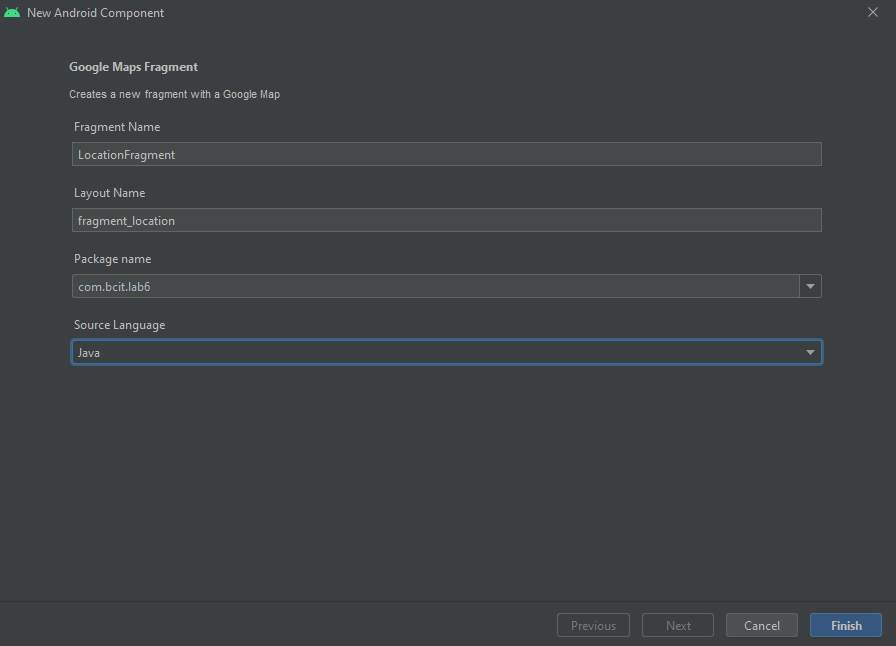 New Android Component
Google Maps Fragment
Creates a new fragment with a Google Map
Fragment Name
LocationFragment
Layout Name
fragment_location
Package name
com.bcit.lab6
Source Language
Java
Previous
Next
Cancel
Finish